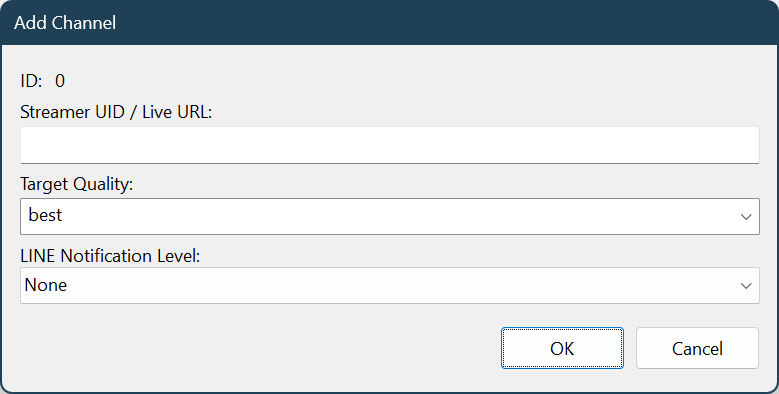 Add Channel
ID: 0
Streamer UID / Live URL:
Target Quality:
best
LINE Notification Level:
None
OK Cancel